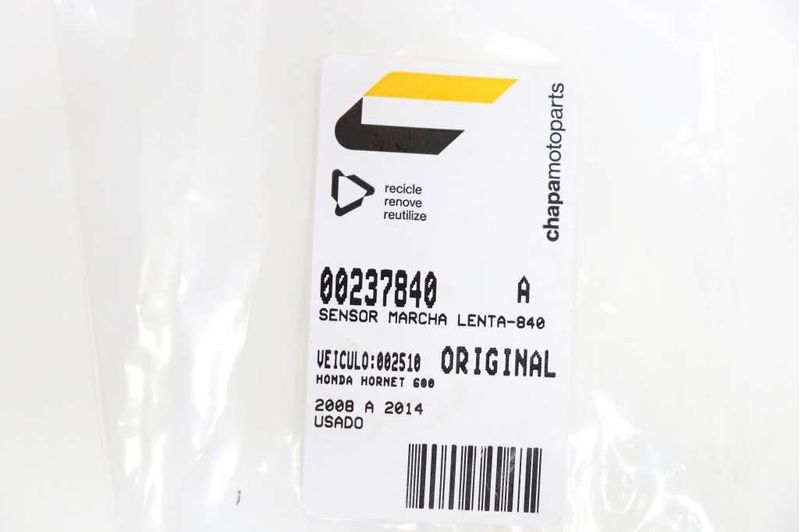 chapamotoparts
recicle
renove
reutilize
00237840 A
SENSOR MARCHA LENTA-840
VEICULO:002510 ORIGINAL
HONDA HORNET 600
2008 A 2014
USADO